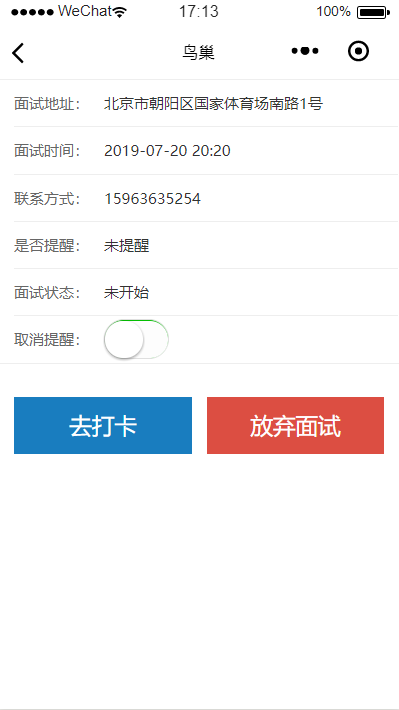 ●●●●● WeChat 17:13 100%
鸟巢
面试地址： 北京市朝阳区国家体育场南路1号
面试时间： 2019-07-20 20:20
联系方式： 15963635254
是否提醒： 未提醒
面试状态： 未开始
取消提醒：
去打卡 放弃面试